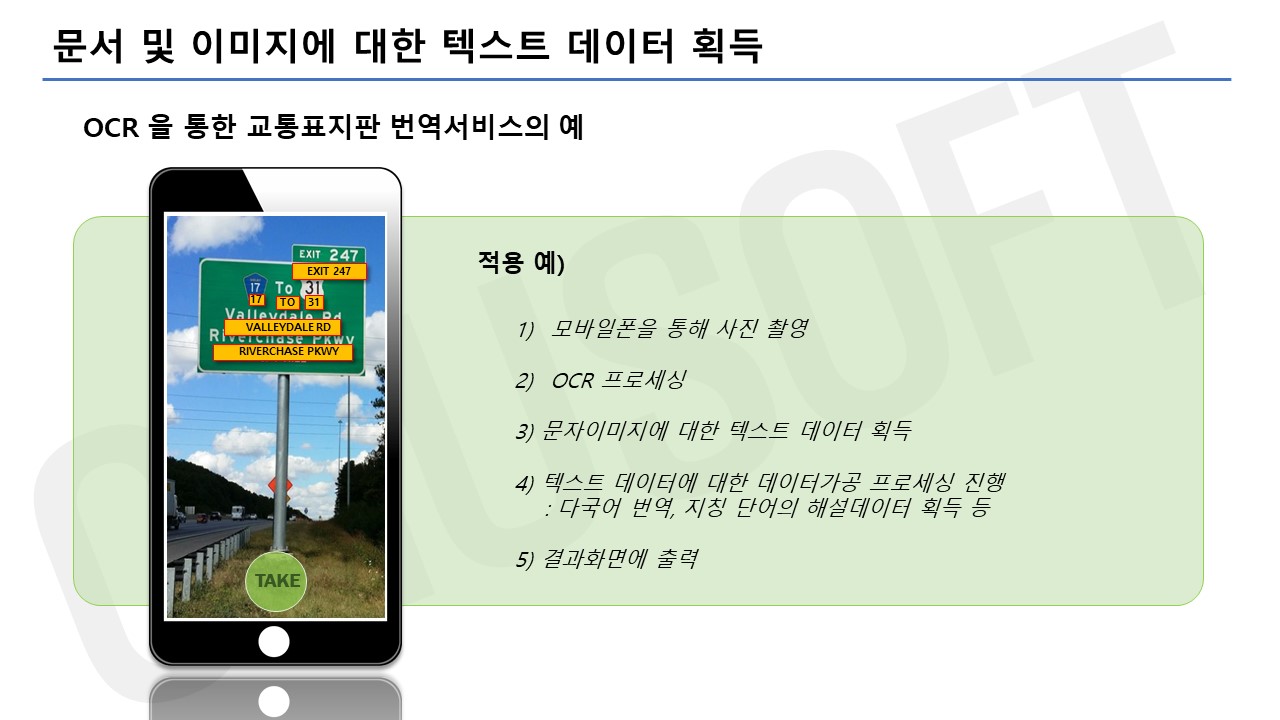 문서 및 이미지에 대한 텍스트 데이터 획득
OCR 을 통한 교통표지판 번역서비스의 예
EXIT 247
EXIT 247
17
To
31
17
TO
31
Valleydale Rd
VALLEYDALE RD
Riverchase Pkwy
RIVERCHASE PKWY
TAKE
적용 예)
1) 모바일폰을 통해 사진 촬영
2) OCR 프로세싱
3) 문자이미지에 대한 텍스트 데이터 획득
4) 텍스트 데이터에 대한 데이터가공 프로세싱 진행
: 다국어 번역, 지칭 단어의 해설데이터 획득 등
5) 결과화면에 출력